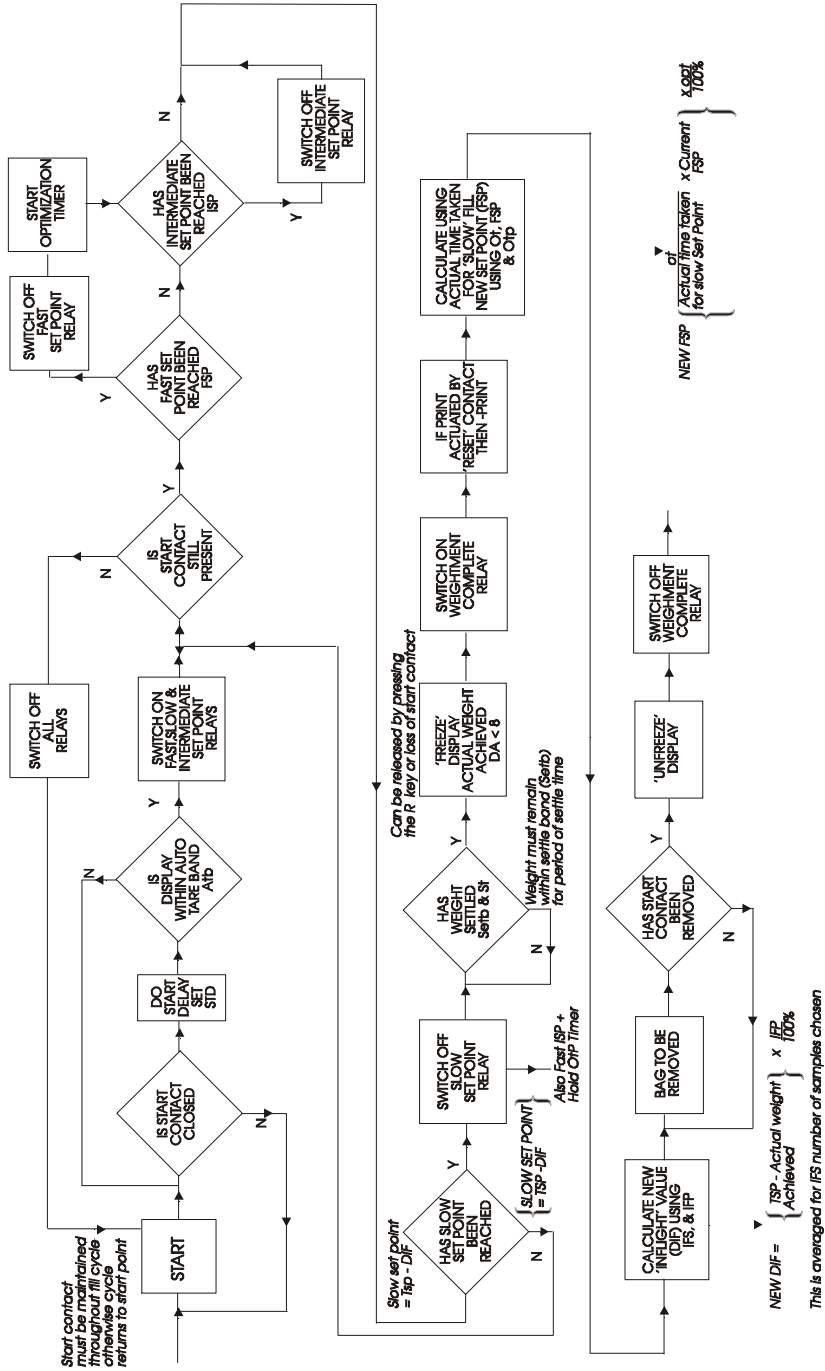 Start contact
must be maintained
throughout fill cycle
otherwise cycle
returns to start point
START
IS START
CONTACT
CLOSED
N
DO
START
DELAY
SET
STD
IS
DISPLAY
WITHIN AUTO
TARE BAND
Atb
N
Y
SWITCH OFF
ALL
RELAYS
SWITCH ON
FAST,SLOW &
INTERMEDIATE
SET POINT
RELAYS
IS
START
CONTACT
STILL
PRESENT
N
Y
HAS
FAST SET
POINT BEEN
REACHED
FSP
Y
N
SWITCH OFF
FAST
SET POINT
RELAY
START
OPTIMIZATION
TIMER
HAS
INTERMEDIATE
SET POINT BEEN
REACHED
ISP
N
Y
SWITCH OFF
INTERMEDIATE
SET POINT
RELAY
Slow set point
= Tsp - DIF
HAS SLOW
SET POINT
BEEN
REACHED
Y
N
SLOW SET POINT
= TSP -DIF
SWITCH OFF
SLOW
SET POINT
RELAY
Also Fast ISP +
Hold OtP Timer
HAS
WEIGHT
SETTLED
Setb & St
Y
N
Weight must remain
within settle band (Setb)
for period of settle time
Can be released by pressing
the R key or loss of start contact
'FREEZE'
DISPLAY
ACTUAL WEIGHT
ACHIEVED
DA < 8
SWITCH ON
WEIGHTMENT
COMPLETE
RELAY
IF PRINT
ACTUATED BY
'RESET' CONTACT
THEN -PRINT
CALCULATE USING
ACTUAL TIME TAKEN
FOR 'SLOW' FILL
NEW SET POINT (FSP)
USING Ot, FSP
& Otp
CALCULATE NEW
'INFLIGHT' VALUE
(DIF) USING
IFS, & IFP
BAG TO BE
REMOVED
HAS START
CONTACT
BEEN
REMOVED
Y
N
'UNFREEZE'
DISPLAY
SWITCH OFF
WEIGHMENT
COMPLETE
RELAY
NEW DIF = TSP - Actual weight x IFP
Achieved 100%
This is averaged for IFS number of samples chosen
ot
NEW FSP Actual time taken x Current x opt
for slow Set Point FSP 100%